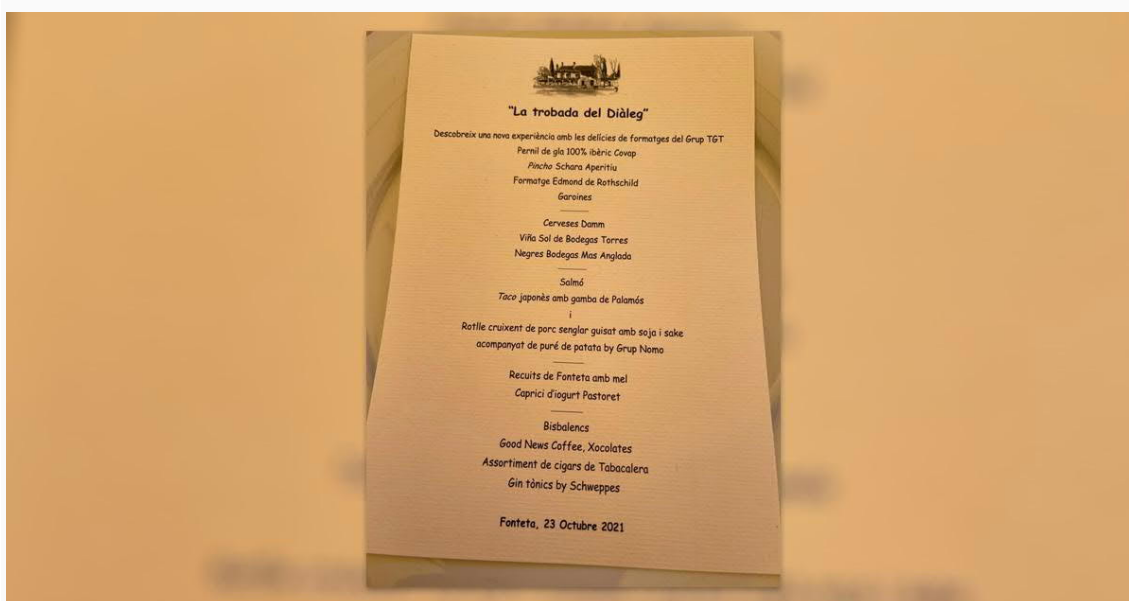 "La trobada del Diàleg"
Descobreix una nova experiència amb les delícies de formatges del Grup TGT
Pernil de gla 100% ibèric Covap
Pincho Schara Aperitiu
Formatge Edmond de Rothschild
Garoines
Cerveses Damm
Viña Sol de Bodegas Torres
Negres Bodegas Mas Anglada
Salmó
Taco japonès amb gamba de Palamós
i
Rotlle cruixent de porc senglar guisat amb soja i sake
acompanyat de puré de patata by Grup Nomo
Recuits de Fonteta amb mel
Caprici d'iogurt Pastoret
Bisbalencs
Good News Coffee, Xocolates
Assortiment de cigars de Tabacalera
Gin tònics by Schweppes
Fonteta, 23 Octubre 2021